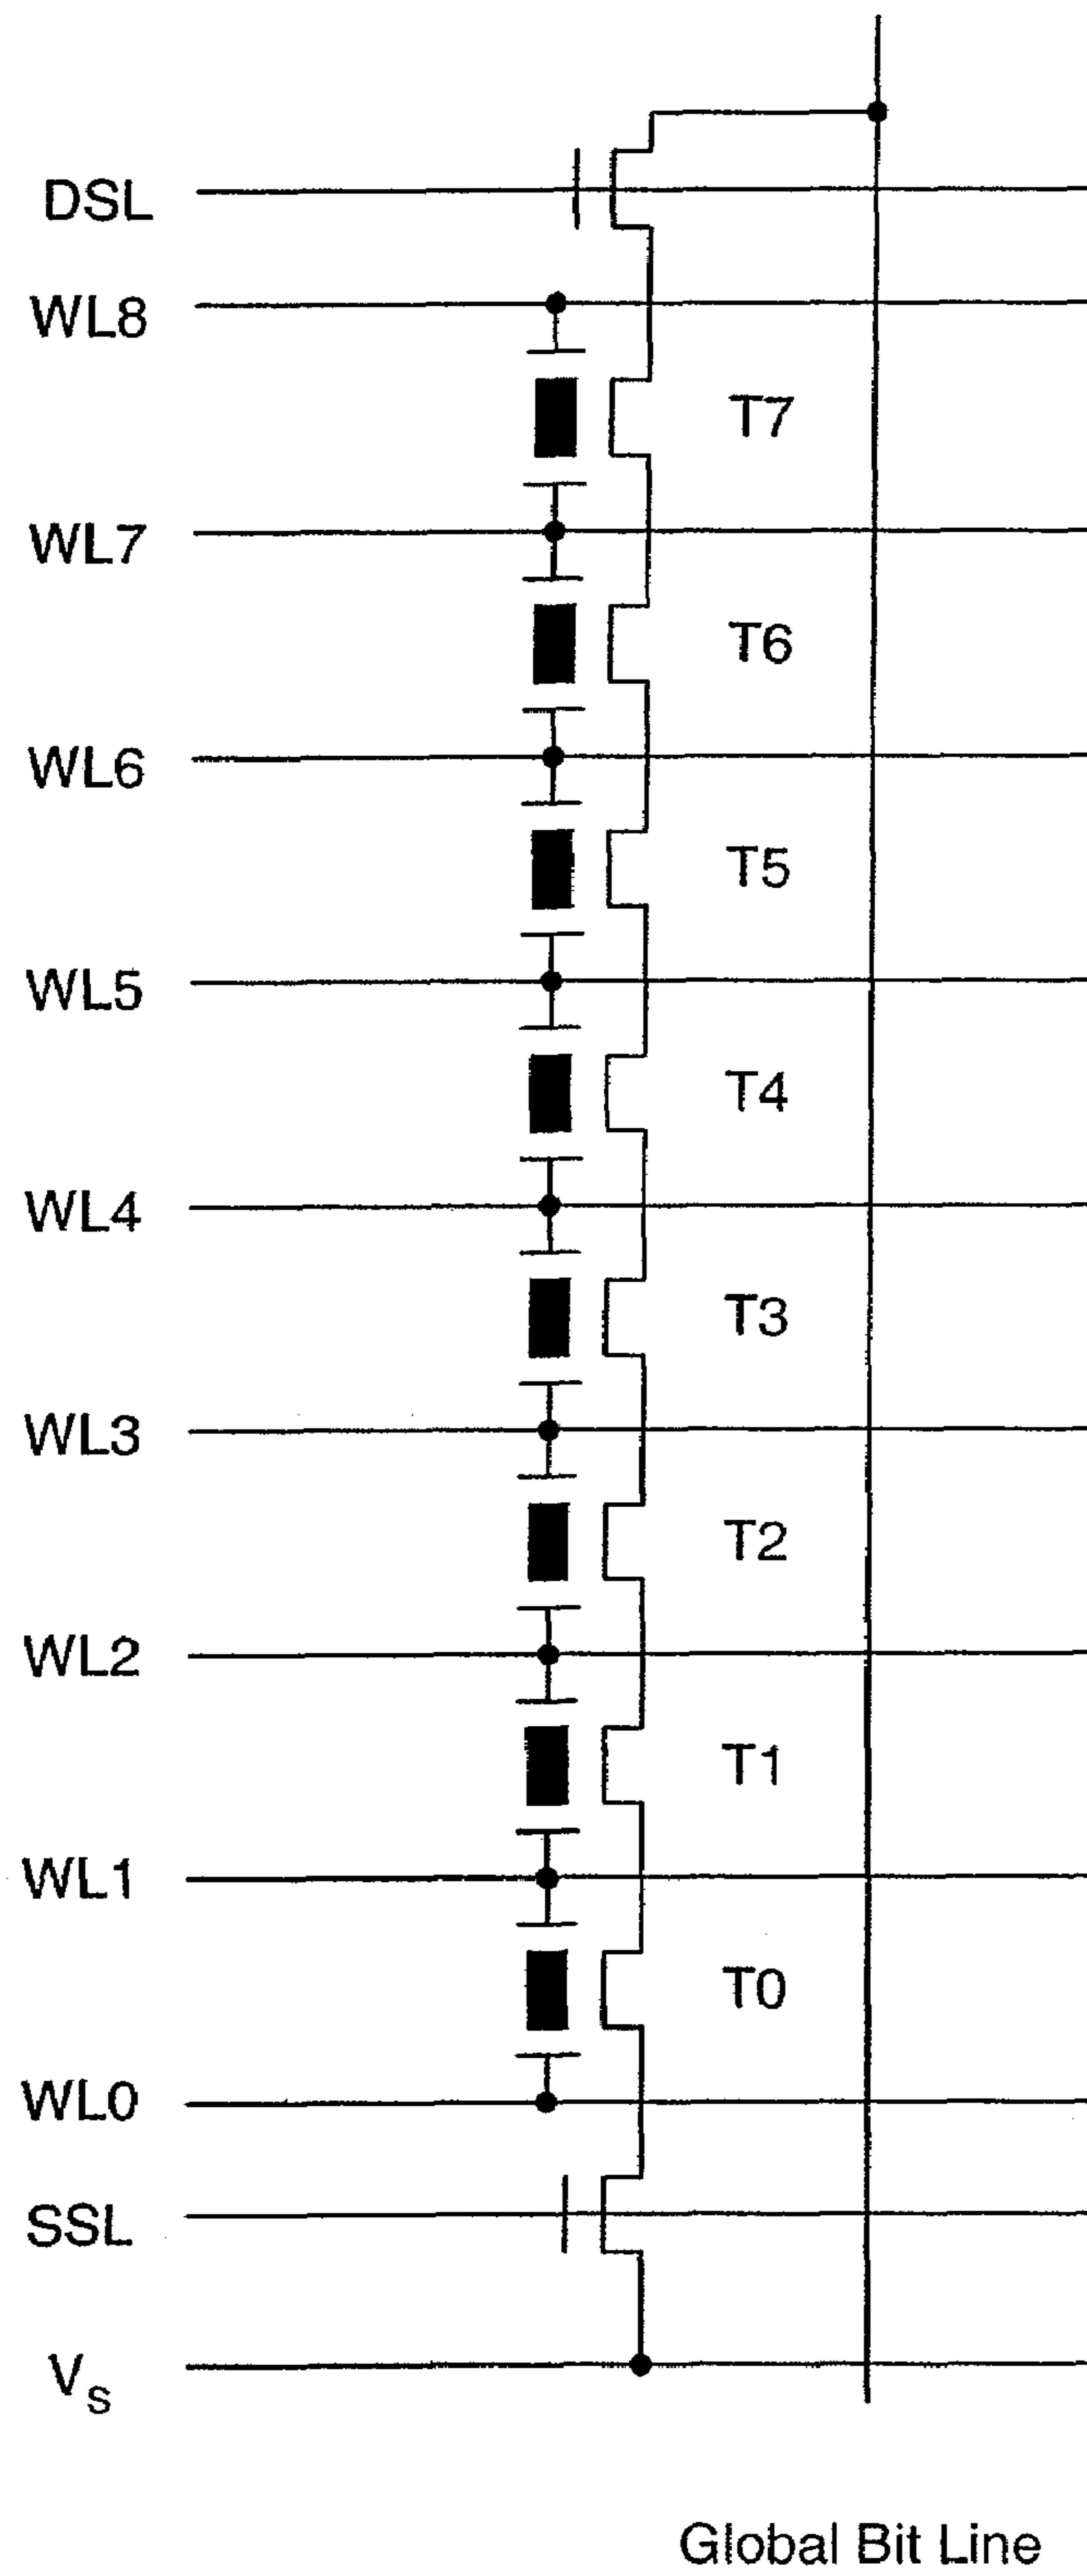 DSL
WL8
T7
WL7
T6
WL6
T5
WL5
T4
WL4
T3
WL3
T2
WL2
T1
WL1
T0
WL0
SSL
VS
Global Bit Line